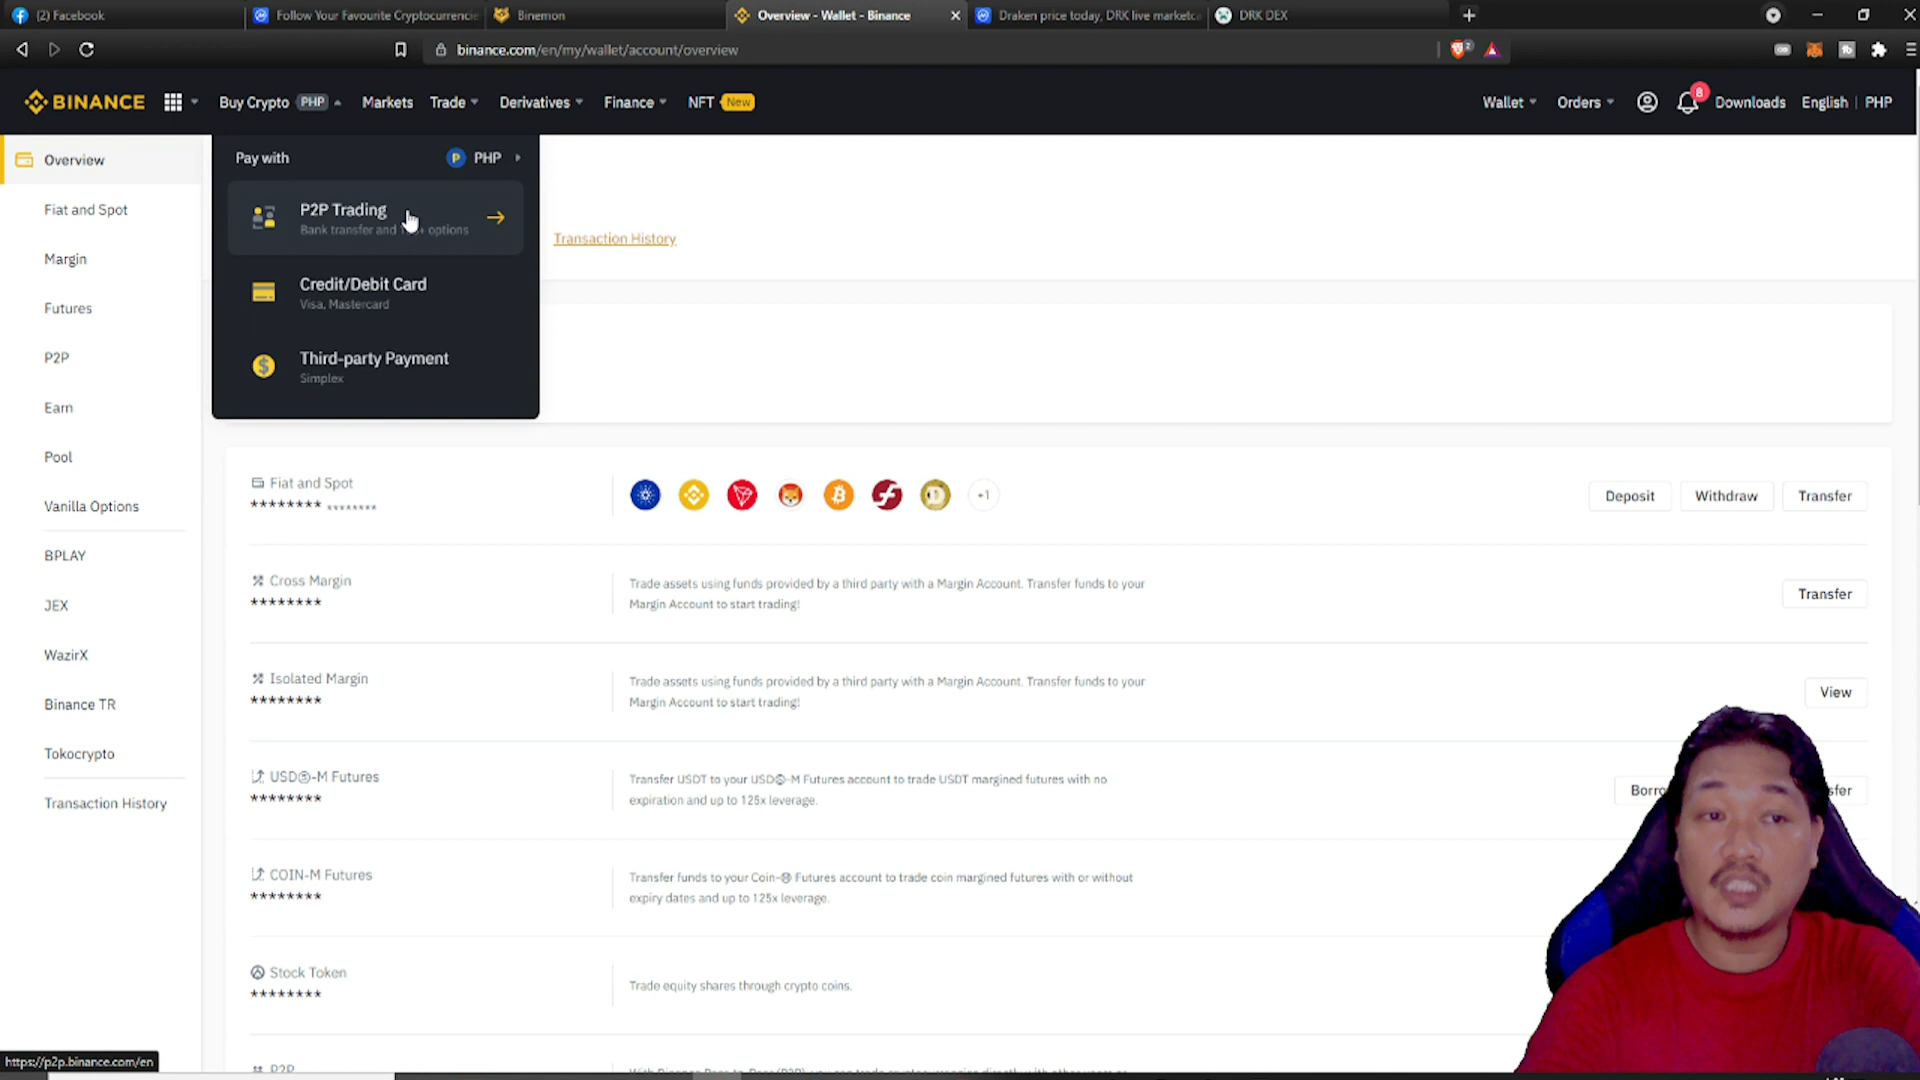 (2) Facebook
Follow Your Favourite Cryptocurrencie
Binemon
Overview - Wallet - Binance
Draken price today, DRK live marketca
DRK DEX
binance.com/en/my/wallet/account/overview
2
BINANCE
Buy Crypto PHP
Markets
Trade
Derivatives
Finance
NFT New
Wallet
Orders
8
Downloads
English | PHP
Overview
Fiat and Spot
Margin
Futures
P2P
Earn
Pool
Vanilla Options
BPLAY
JEX
WazirX
Binance TR
Tokocrypto
Transaction History
Pay with
PHP
P2P Trading
Bank transfer and options
Credit/Debit Card
Visa, Mastercard
Third-party Payment
Simplex
Transaction History
Fiat and Spot
******** ********
+1
Deposit
Withdraw
Transfer
Cross Margin
********
Trade assets using funds provided by a third party with a Margin Account. Transfer funds to your
Margin Account to start trading!
Transfer
Isolated Margin
********
Trade assets using funds provided by a third party with a Margin Account. Transfer funds to your
Margin Account to start trading!
View
USDⓈ-M Futures
********
Transfer USDT to your USDⓈ-M Futures account to trade USDT margined futures with no
expiration and up to 125x leverage.
Borro
sfer
COIN-M Futures
********
Transfer funds to your Coin-Ⓜ Futures account to trade coin margined futures with or without
expiry dates and up to 125x leverage.
Stock Token
********
Trade equity shares through crypto coins.
P2P
https://p2p.binance.com/en